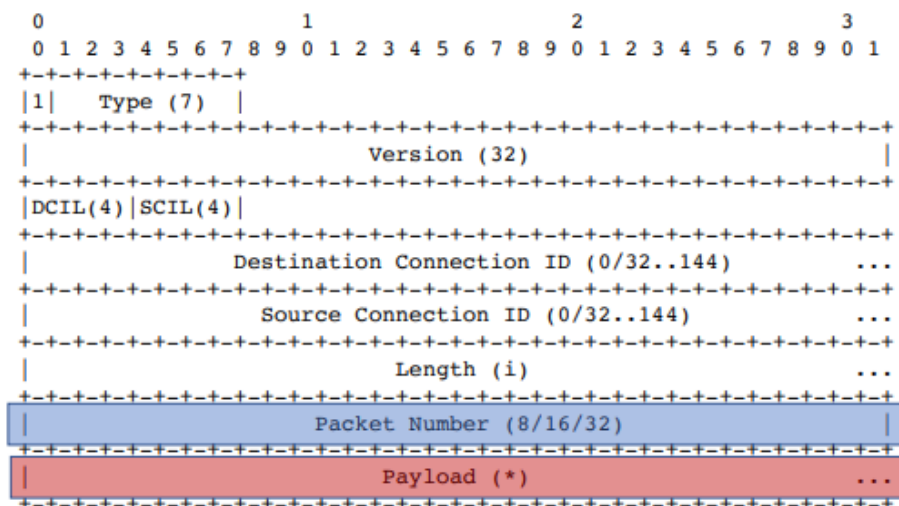 0                   1                   2                   3
0 1 2 3 4 5 6 7 8 9 0 1 2 3 4 5 6 7 8 9 0 1 2 3 4 5 6 7 8 9 0 1
+-+-+-+-+-+-+-+-+
|1|   Type (7)  |
+-+-+-+-+-+-+-+-+-+-+-+-+-+-+-+-+-+-+-+-+-+-+-+-+-+-+-+-+-+-+-+-+
|                         Version (32)                          |
+-+-+-+-+-+-+-+-+-+-+-+-+-+-+-+-+-+-+-+-+-+-+-+-+-+-+-+-+-+-+-+-+
|DCIL(4)|SCIL(4)|
+-+-+-+-+-+-+-+-+-+-+-+-+-+-+-+-+-+-+-+-+-+-+-+-+-+-+-+-+-+-+-+-+
|               Destination Connection ID (0/32..144)         ...
+-+-+-+-+-+-+-+-+-+-+-+-+-+-+-+-+-+-+-+-+-+-+-+-+-+-+-+-+-+-+-+-+
|                 Source Connection ID (0/32..144)            ...
+-+-+-+-+-+-+-+-+-+-+-+-+-+-+-+-+-+-+-+-+-+-+-+-+-+-+-+-+-+-+-+-+
|                           Length (i)                        ...
+-+-+-+-+-+-+-+-+-+-+-+-+-+-+-+-+-+-+-+-+-+-+-+-+-+-+-+-+-+-+-+-+
|                     Packet Number (8/16/32)                   |
+-+-+-+-+-+-+-+-+-+-+-+-+-+-+-+-+-+-+-+-+-+-+-+-+-+-+-+-+-+-+-+-+
|                          Payload (*)                        ...
+-+-+-+-+-+-+-+-+-+-+-+-+-+-+-+-+-+-+-+-+-+-+-+-+-+-+-+-+-+-+-+-+